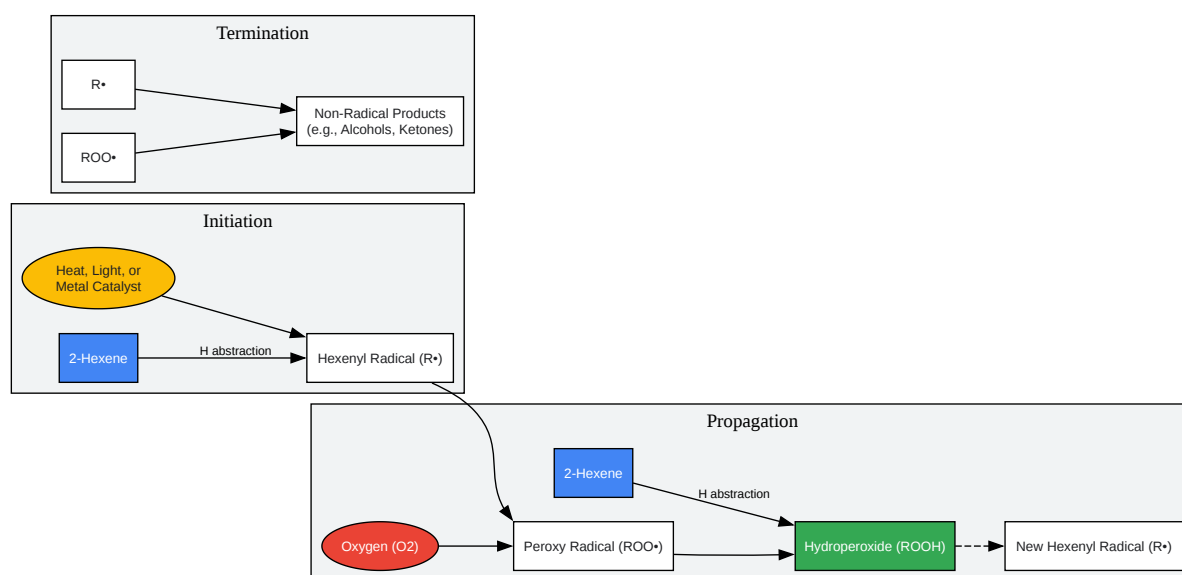 Termination
R•
Non-Radical Products
(e.g., Alcohols, Ketones)
ROO•
Initiation
Heat, Light, or
Metal Catalyst
2-Hexene
H abstraction
Hexenyl Radical (R•)
Propagation
2-Hexene
H abstraction
Oxygen (O2)
Peroxy Radical (ROO•)
Hydroperoxide (ROOH)
New Hexenyl Radical (R•)